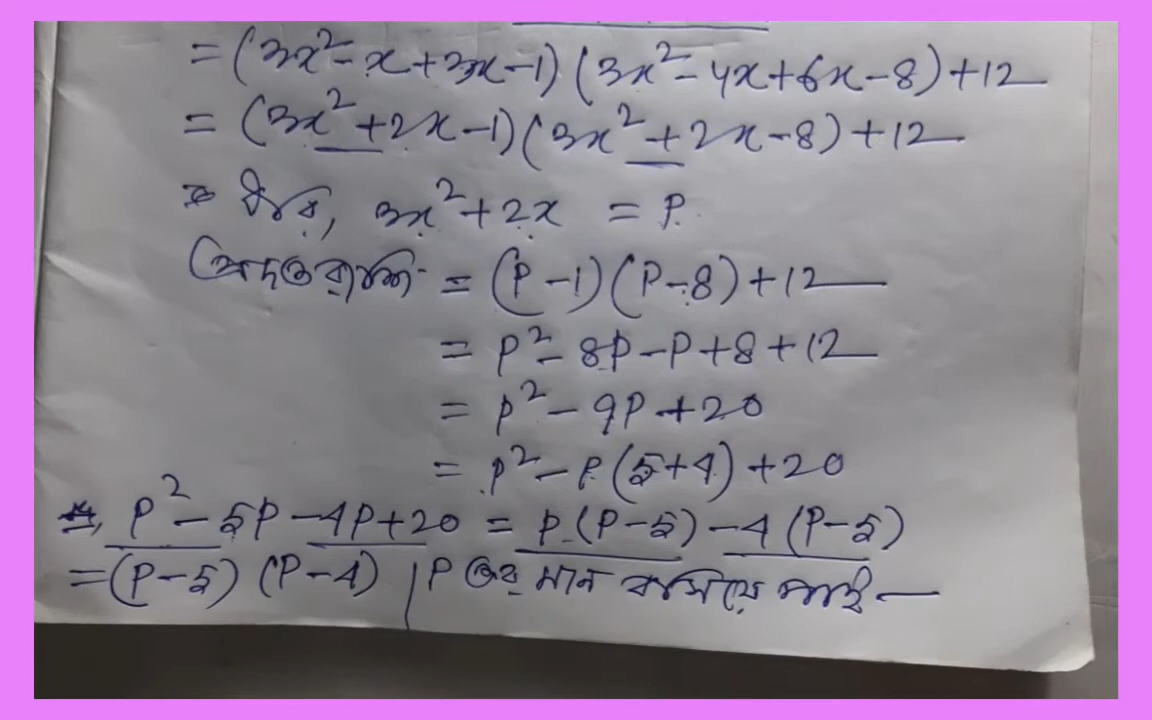 = (3x² - x + 3x - 1) (3x² - 4x + 6x - 8) + 12
= (3x² + 2x - 1) (3x² + 2x - 8) + 12
ধরি, 3x² + 2x = P.
প্রদত্ত রাশি = (P - 1) (P - 8) + 12
= P² - 8P - P + 8 + 12
= P² - 9P + 20
= P² - P (5 + 4) + 20
P² - 5P - 4P + 20 = P (P - 5) - 4 (P - 5)
= (P - 5) (P - 4) | P এর মান বসিয়ে পাই —